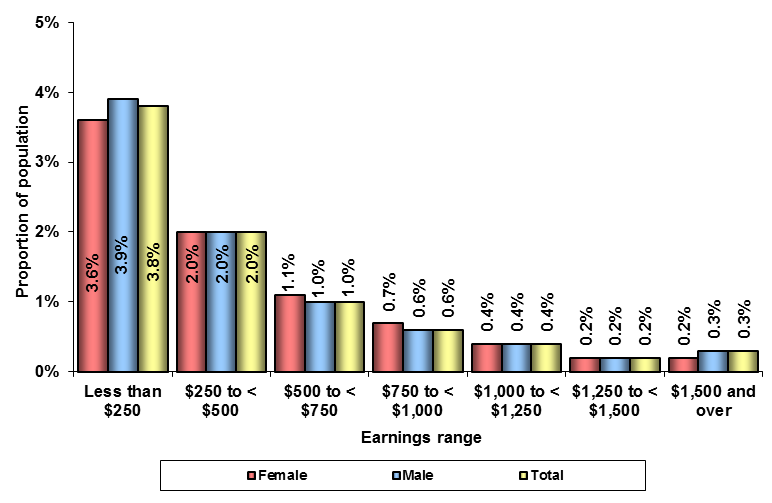 5%
4%
3%
2%
1%
0%
Proportion of population
3.6%
3.9%
3.8%
2.0%
2.0%
2.0%
1.1%
1.0%
1.0%
0.7%
0.6%
0.6%
0.4%
0.4%
0.4%
0.2%
0.2%
0.2%
0.2%
0.3%
0.3%
Less than
$250
$250 to <
$500
$500 to <
$750
$750 to <
$1,000
$1,000 to <
$1,250
$1,250 to <
$1,500
$1,500 and
over
Earnings range
Female
Male
Total